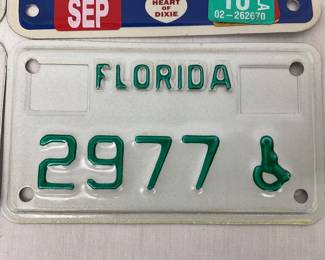 SEP
HEART
OF
DIXIE
10
A
02-262670
FLORIDA
2977